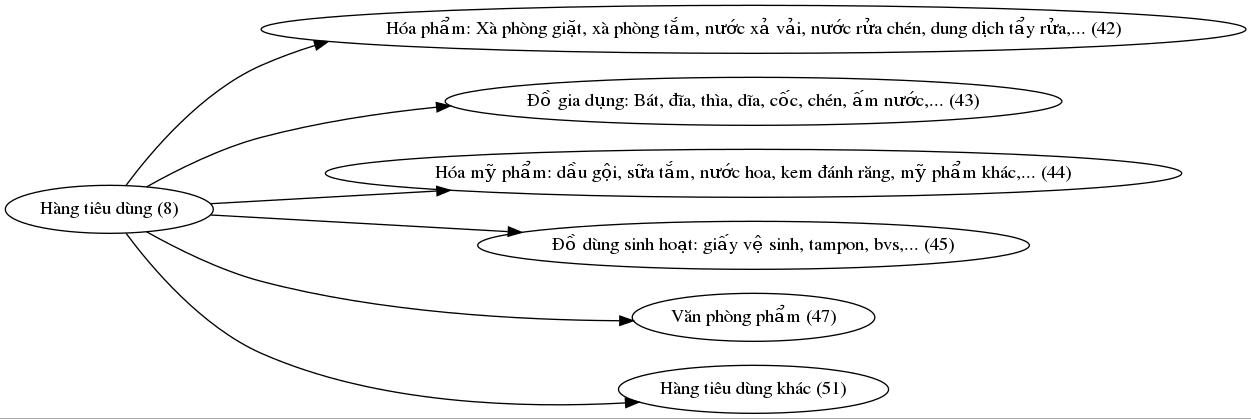 Hóa phẩm: Xà phòng giặt, xà phòng tắm, nước xả vải, nước rửa chén, dung dịch tẩy rửa,... (42)
Đồ gia dụng: Bát, đĩa, thìa, dĩa, cốc, chén, ấm nước,... (43)
Hóa mỹ phẩm: dầu gội, sữa tắm, nước hoa, kem đánh răng, mỹ phẩm khác,... (44)
Hàng tiêu dùng (8)
Đồ dùng sinh hoạt: giấy vệ sinh, tampon, bvs,... (45)
Văn phòng phẩm (47)
Hàng tiêu dùng khác (51)